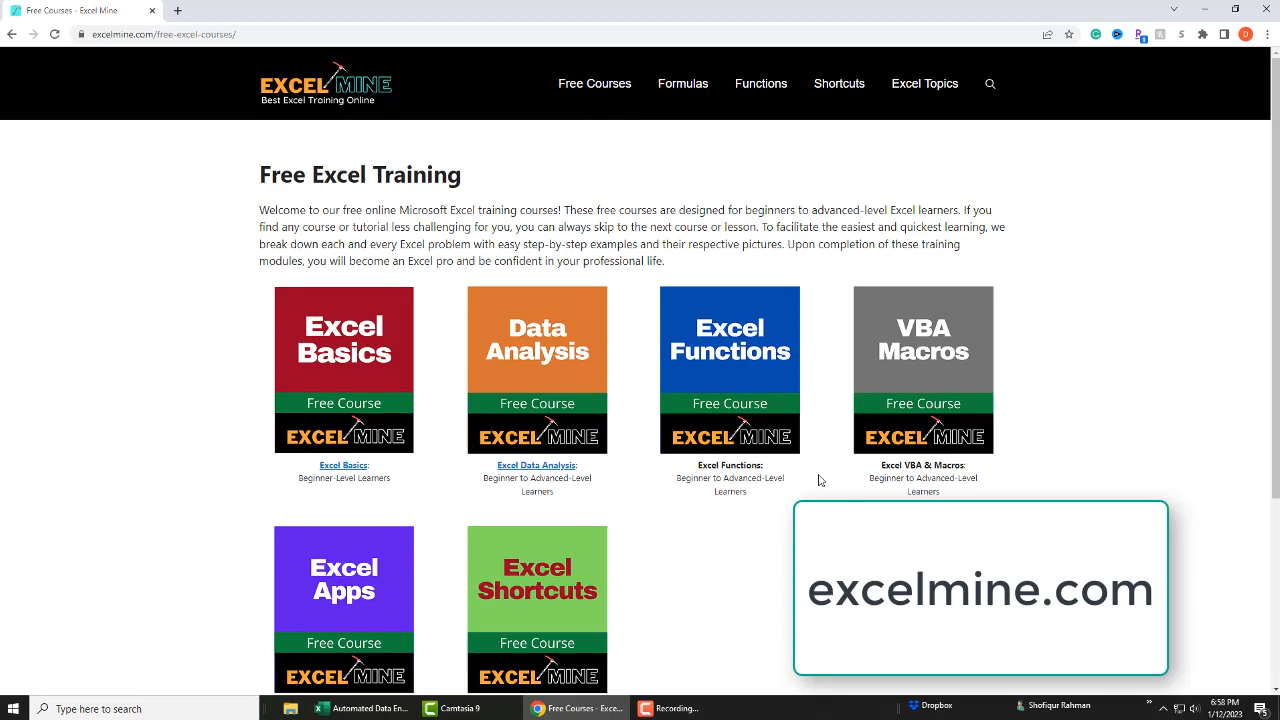 Free Courses - Excel Mine
excelmine.com/free-excel-courses/
D
1
EXCEL MINE
Best Excel Training Online
Free Courses
Formulas
Functions
Shortcuts
Excel Topics
Free Excel Training
Welcome to our free online Microsoft Excel training courses! These free courses are designed for beginners to advanced-level Excel learners. If you
find any course or tutorial less challenging for you, you can always skip to the next course or lesson. To facilitate the easiest and quickest learning, we
break down each and every Excel problem with easy step-by-step examples and their respective pictures. Upon completion of these training
modules, you will become an Excel pro and be confident in your professional life.
Excel
Basics
Free Course
EXCEL MINE
Excel Basics:
Beginner-Level Learners
Data
Analysis
Free Course
EXCEL MINE
Excel Data Analysis:
Beginner to Advanced-Level
Learners
Excel
Functions
Free Course
EXCEL MINE
Excel Functions:
Beginner to Advanced-Level
Learners
VBA
Macros
Free Course
EXCEL MINE
Excel VBA & Macros:
Beginner to Advanced-Level
Learners
Excel
Apps
Free Course
EXCEL MINE
Excel
Shortcuts
Free Course
EXCEL MINE
excelmine.com
Type here to search
Automated Data En...
Camtasia 9
Free Courses - Exce...
Recording...
Dropbox
Shofiqur Rahman
6:58 PM
1/12/2023
5